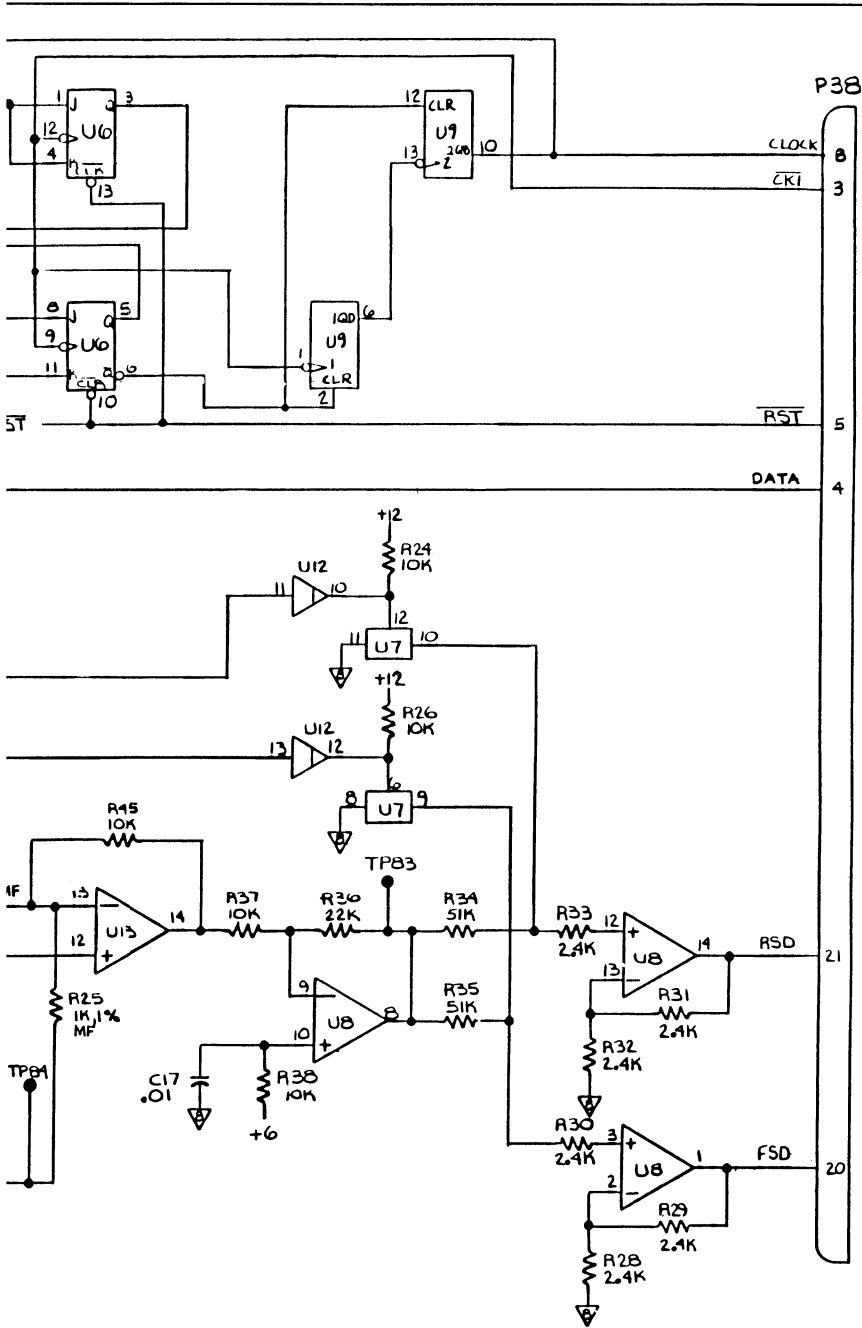 P38
1 J Q 3
U6
12
4 K CLR
13
12 CLR
U9
13 2 2QB 10
CLOCK 8
CKI 3
8 J Q 5
9 U6
11 K Q 6
CLR
10
1QD 6
U9
1 1
CLR
2
ST
RST 5
DATA 4
+12
R24
10K
U12
11 10
12
11 U7 10
+12
R26
10K
U12
13 12
6
8 U7 9
R45
10K
TP83
MF
13 −
U13 14
12 +
R37
10K
R36
22K
R34
51K
R33
2.4K
12 +
U8 14
13 −
RSD 21
R31
2.4K
R32
2.4K
R25
1K,1%
MF
9 −
U8 8
10 +
R35
51K
TP84
C17
.01
R38
10K
+6
R30
2.4K
3 +
U8 1
2 −
FSD 20
R29
2.4K
R28
2.4K